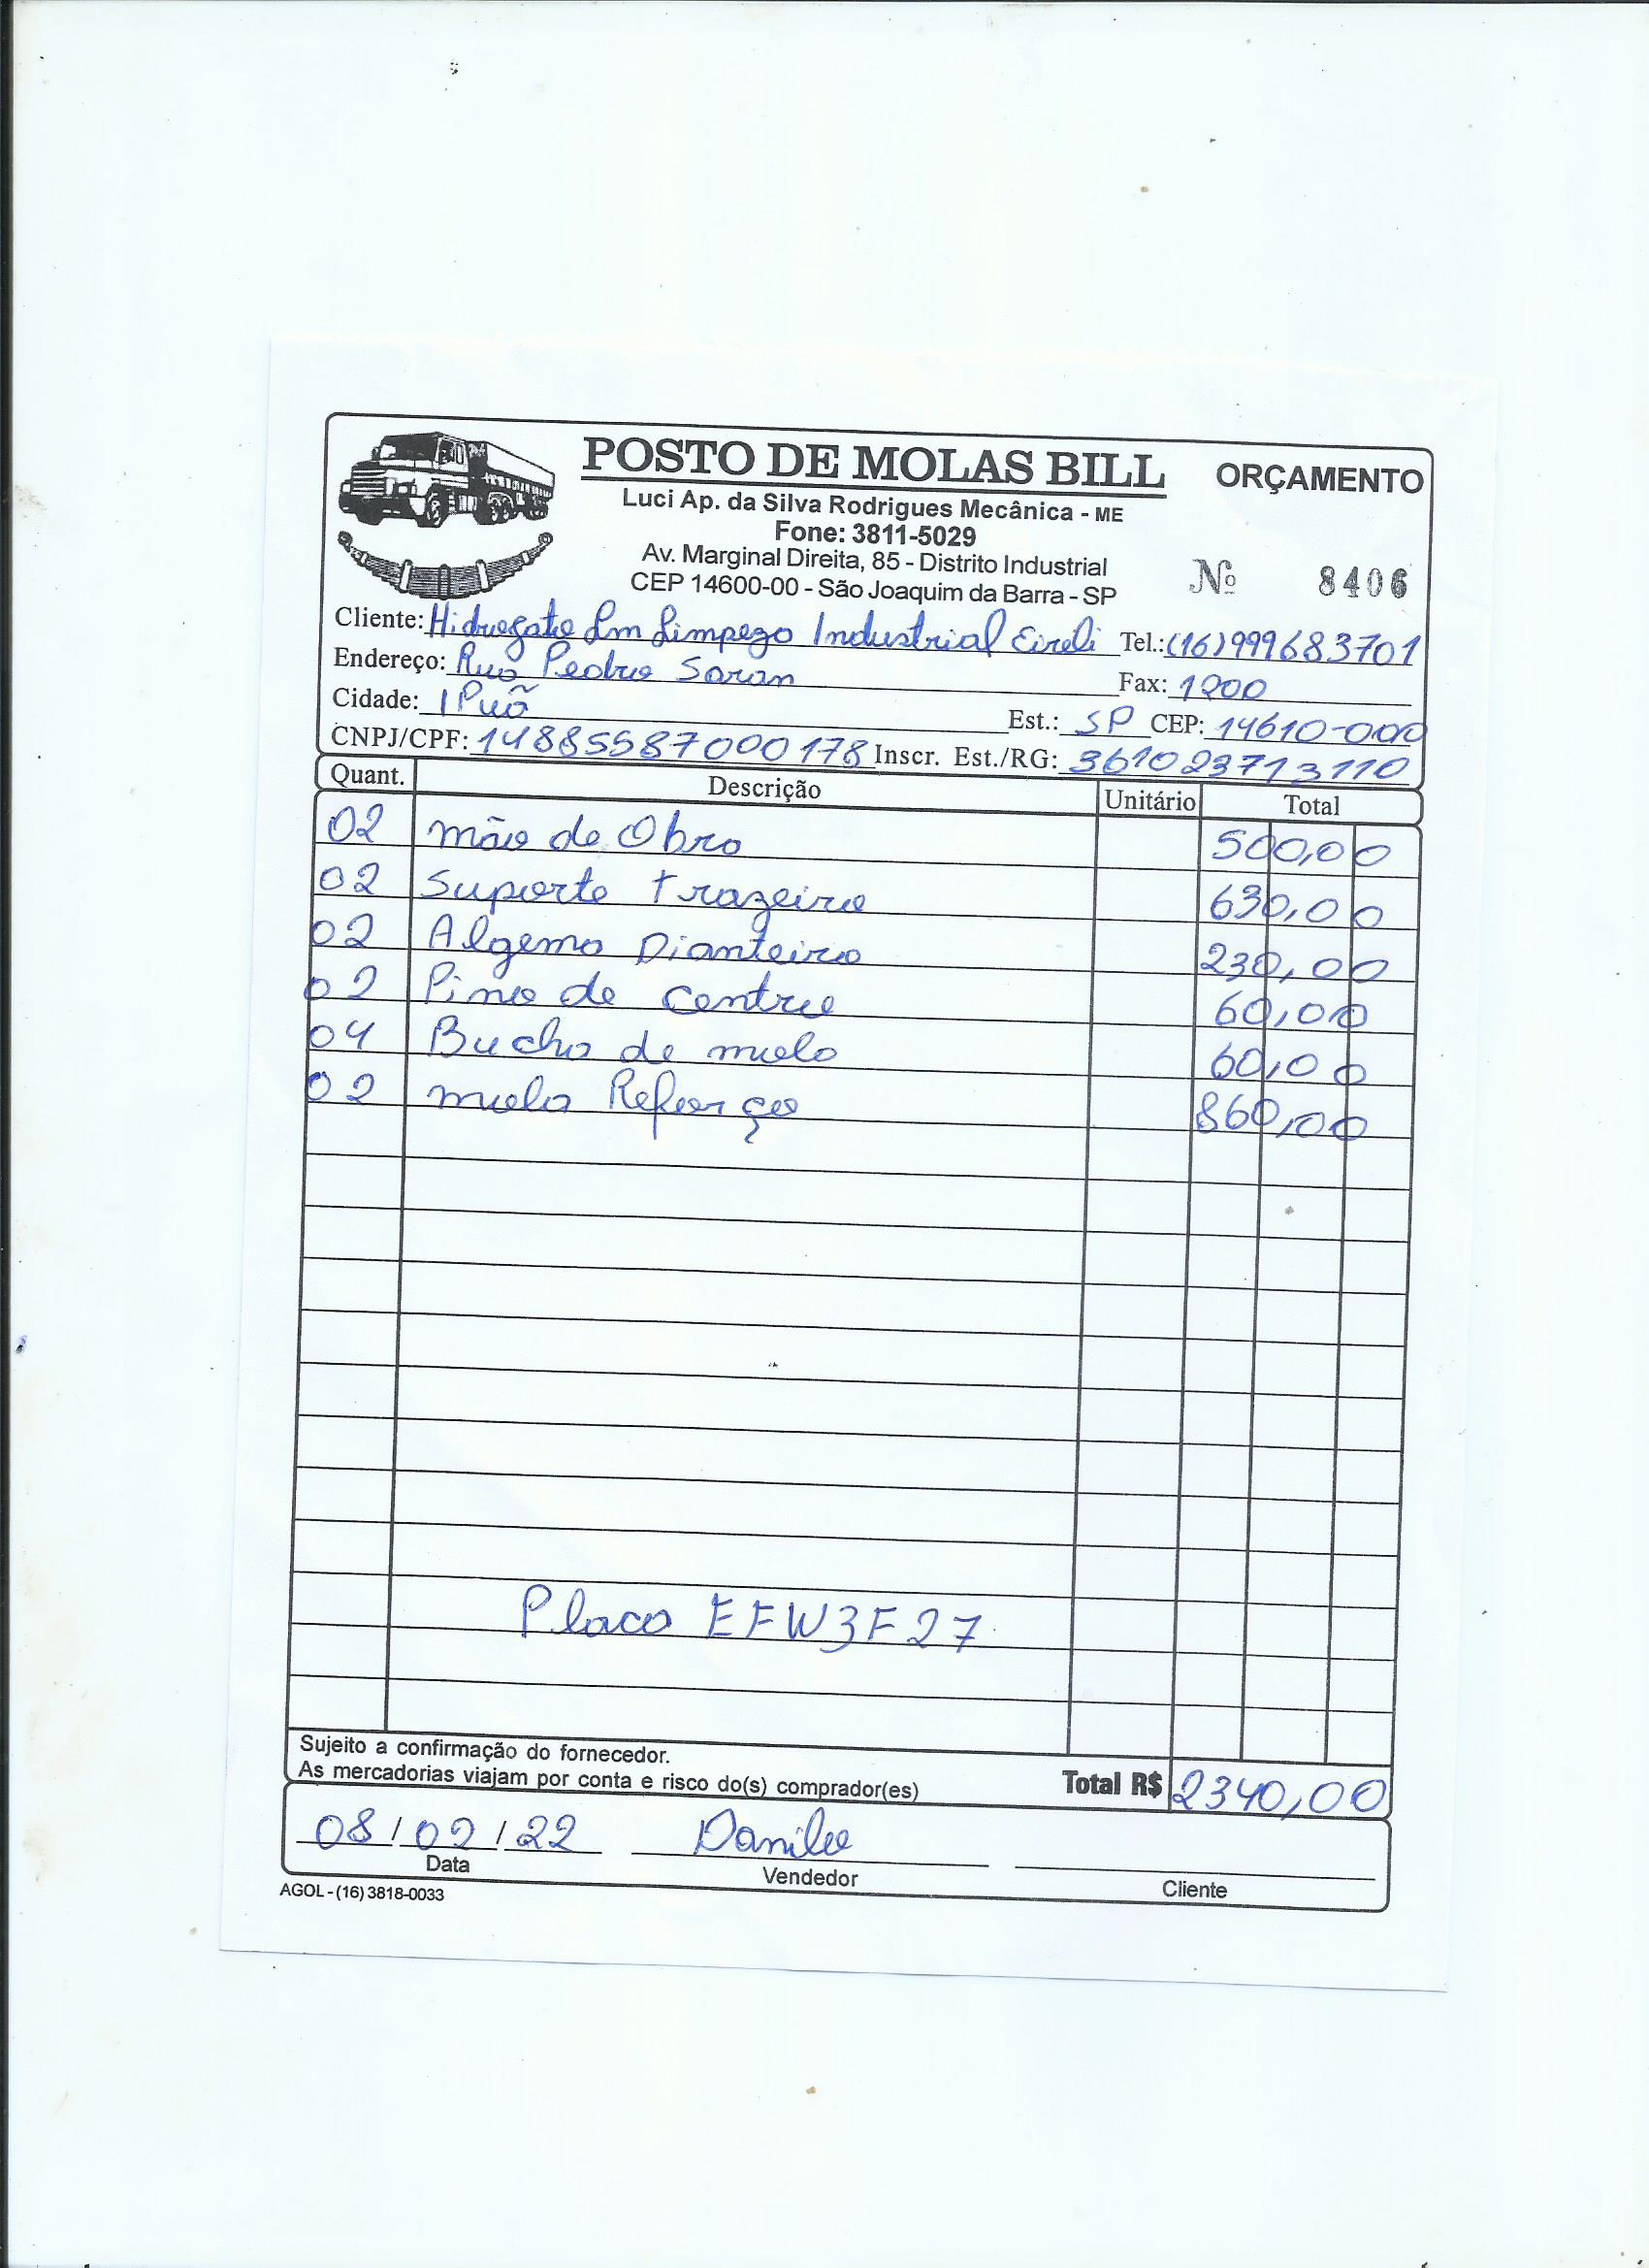 POSTO DE MOLAS BILL ORÇAMENTO
Luci Ap. da Silva Rodrigues Mecânica - ME
Fone: 3811-5029
Av. Marginal Direita, 85 - Distrito Industrial
CEP 14600-00 - São Joaquim da Barra - SP
Nº 8406
Cliente: Hidrogato Lm Limpeza Industrial Eireli Tel.: (16) 999683701
Endereço: Rua Pedro Saran Fax: 1200
Cidade: IPuã Est.: SP CEP: 14610-000
CNPJ/CPF: 14885587000178 Inscr. Est./RG: 361023713110
Quant. Descrição Unitário Total
02 mão de Obra 500,00
02 Suporte trazeiro 630,00
02 Algema Dianteiro 230,00
02 Pino de centro 60,00
04 Bucha de mola 60,00
02 mola Reforço 860,00
Placa EFW3F27
Sujeito a confirmação do fornecedor.
As mercadorias viajam por conta e risco do(s) comprador(es)
Total R$ 2340,00
08/02/22 Danilo
Data Vendedor Cliente
AGOL - (16) 3818-0033